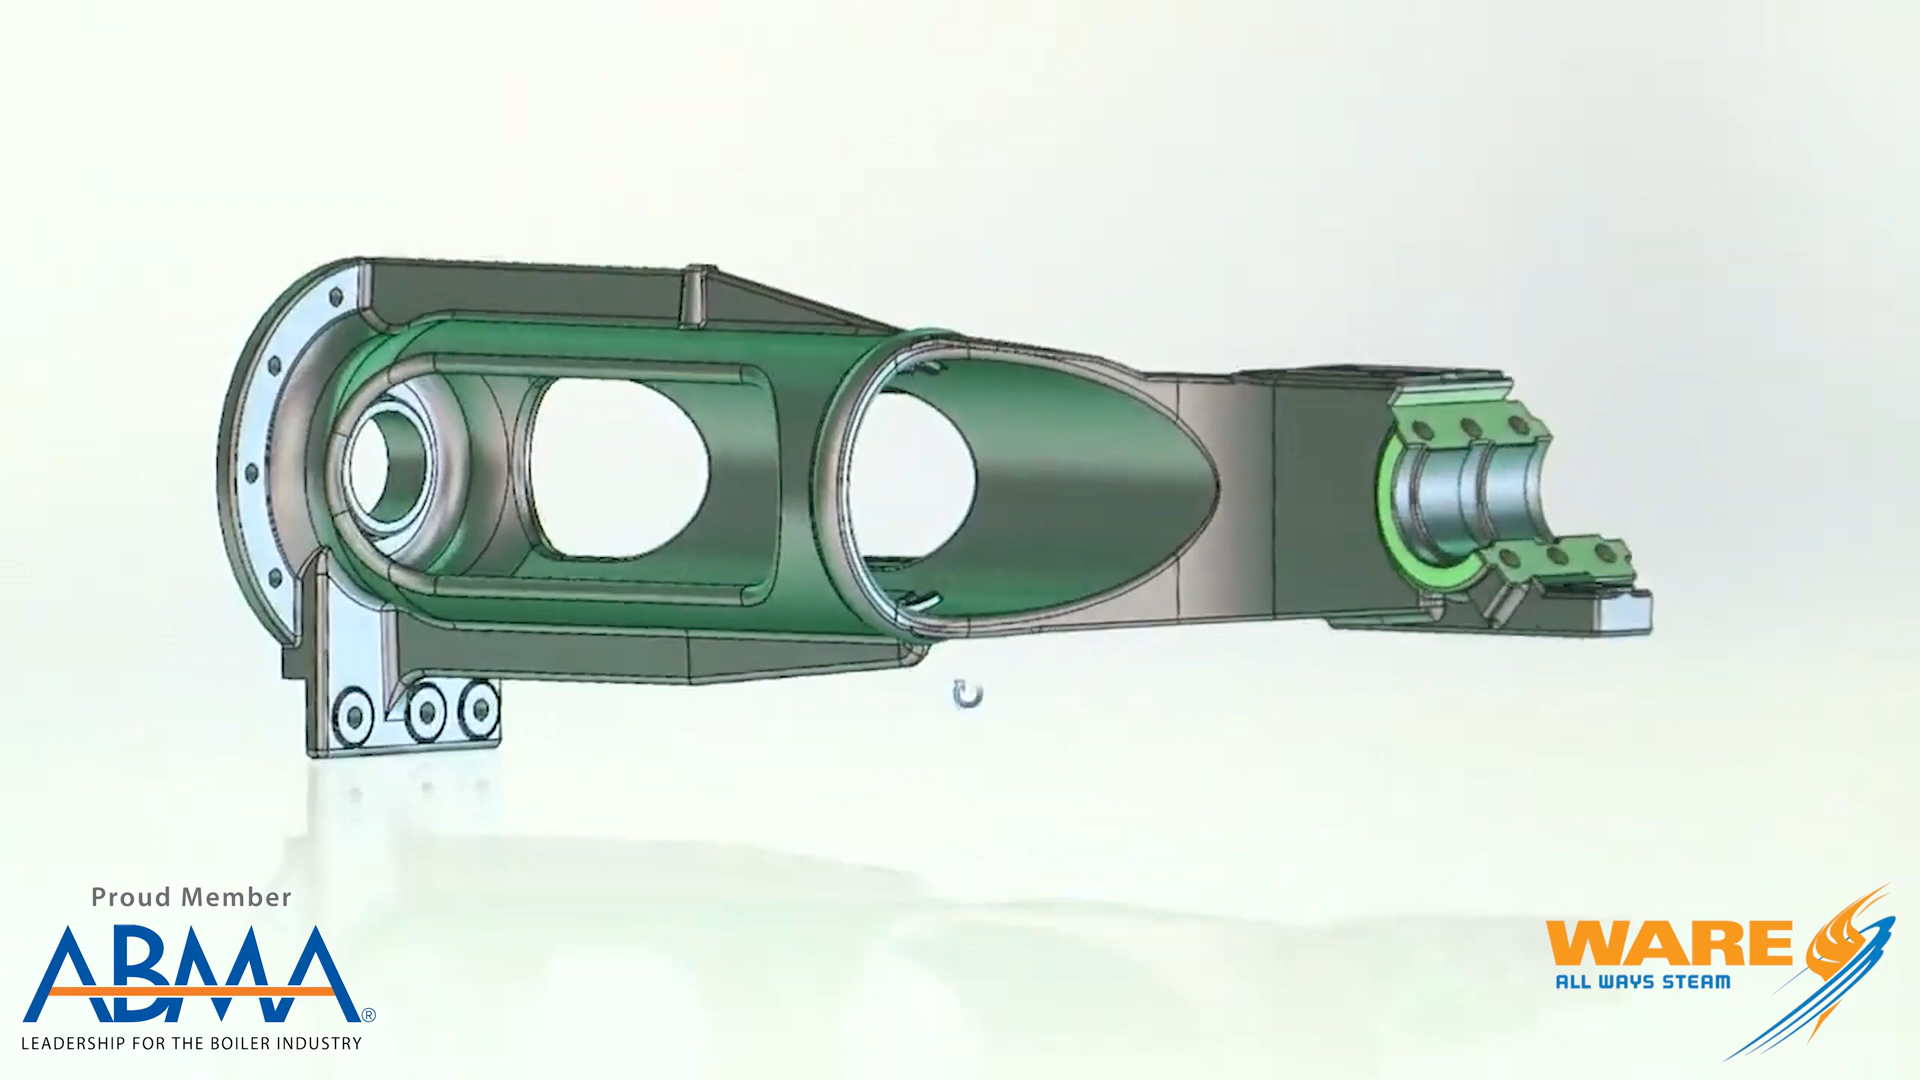 Proud Member
ABMA®
LEADERSHIP FOR THE BOILER INDUSTRY
WARE
ALL WAYS STEAM